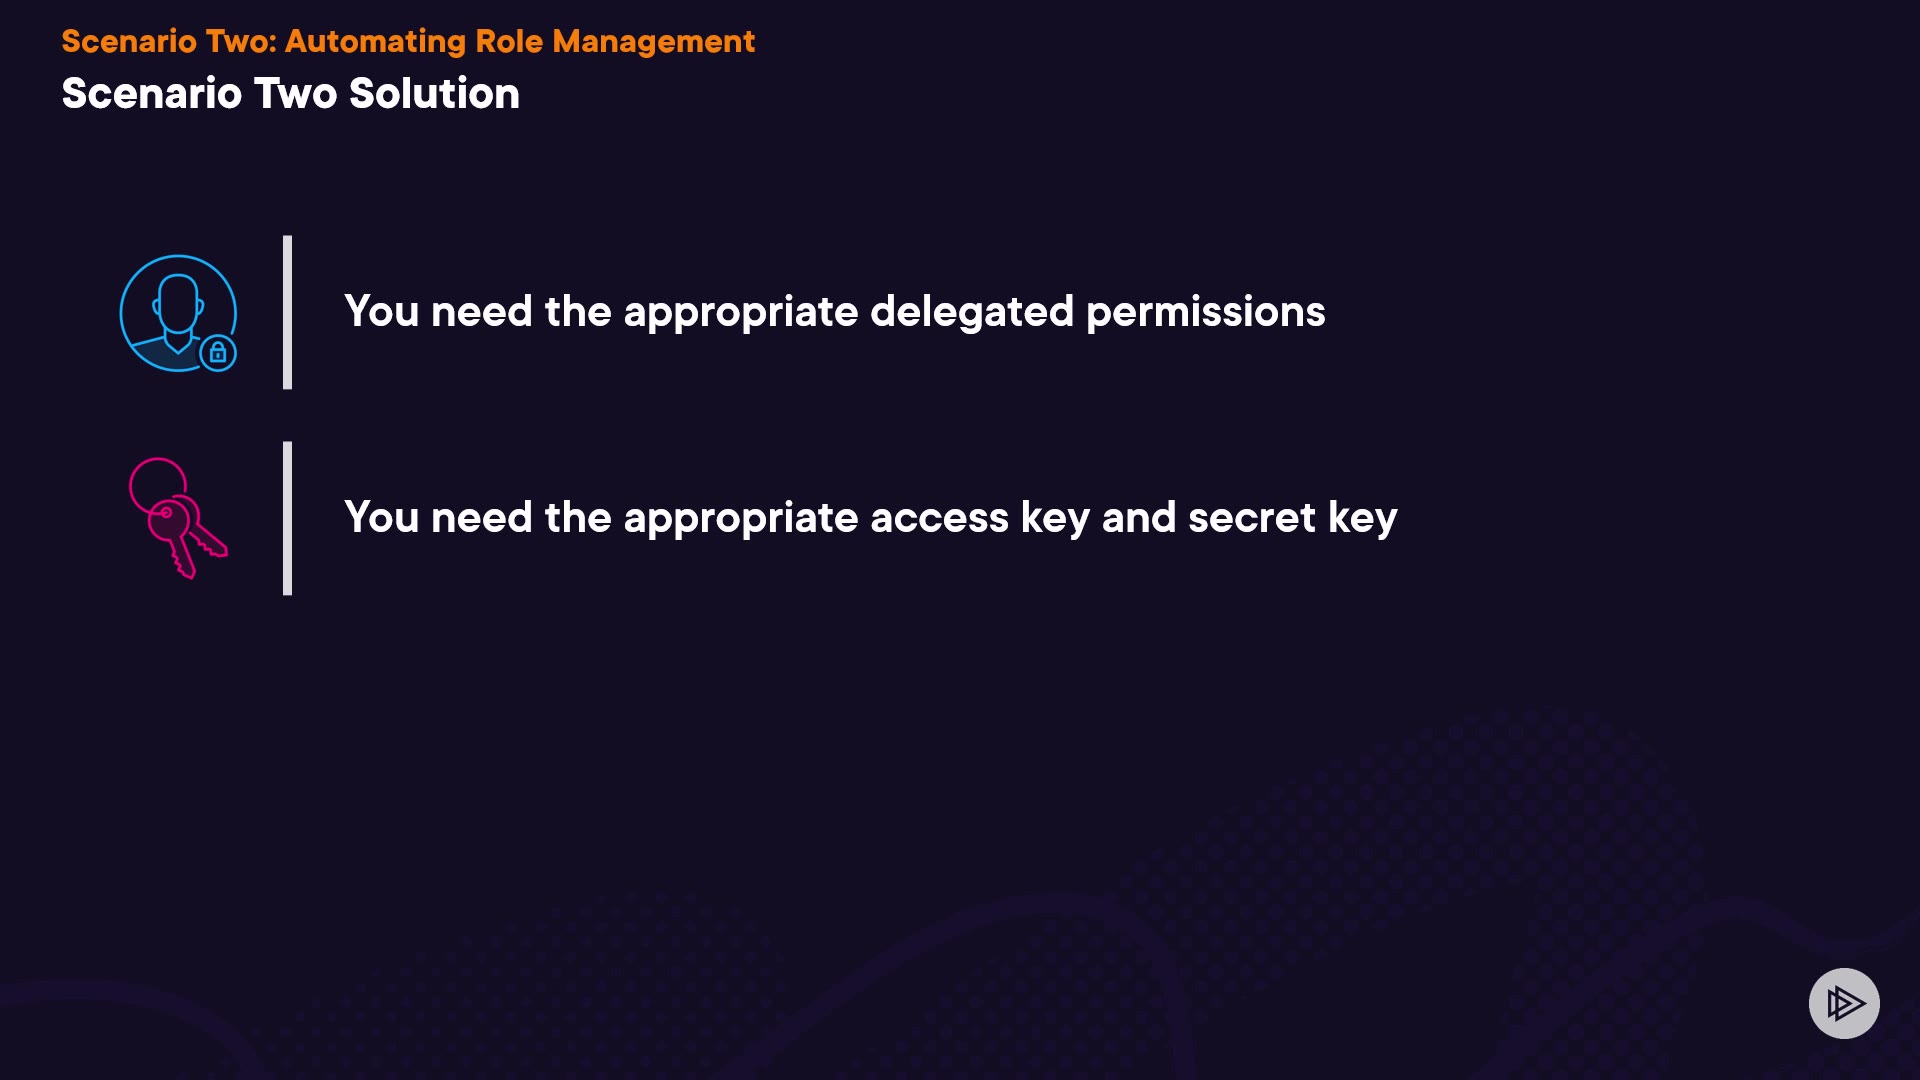 Scenario Two: Automating Role Management
Scenario Two Solution
You need the appropriate delegated permissions
You need the appropriate access key and secret key